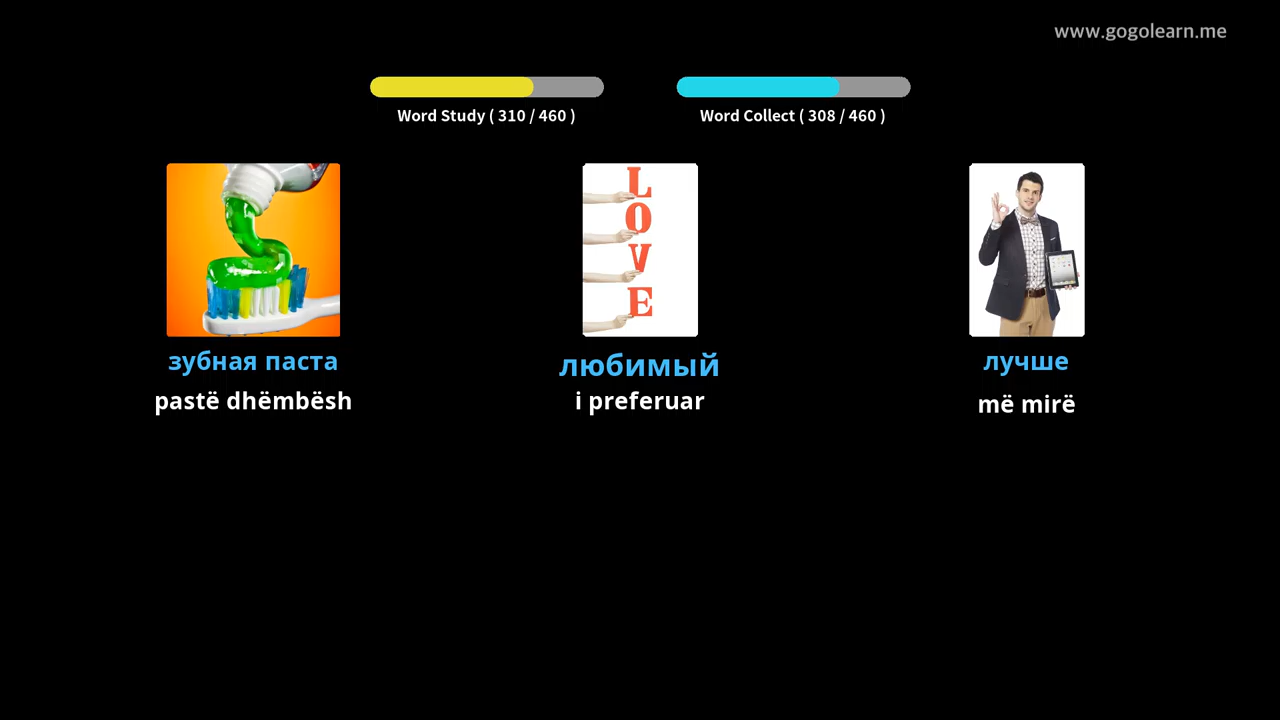 www.gogolearn.me
Word Study ( 310 / 460 )
Word Collect ( 308 / 460 )
L
O
V
E
зубная паста
любимый
лучше
pastë dhëmbësh
i preferuar
më mirë